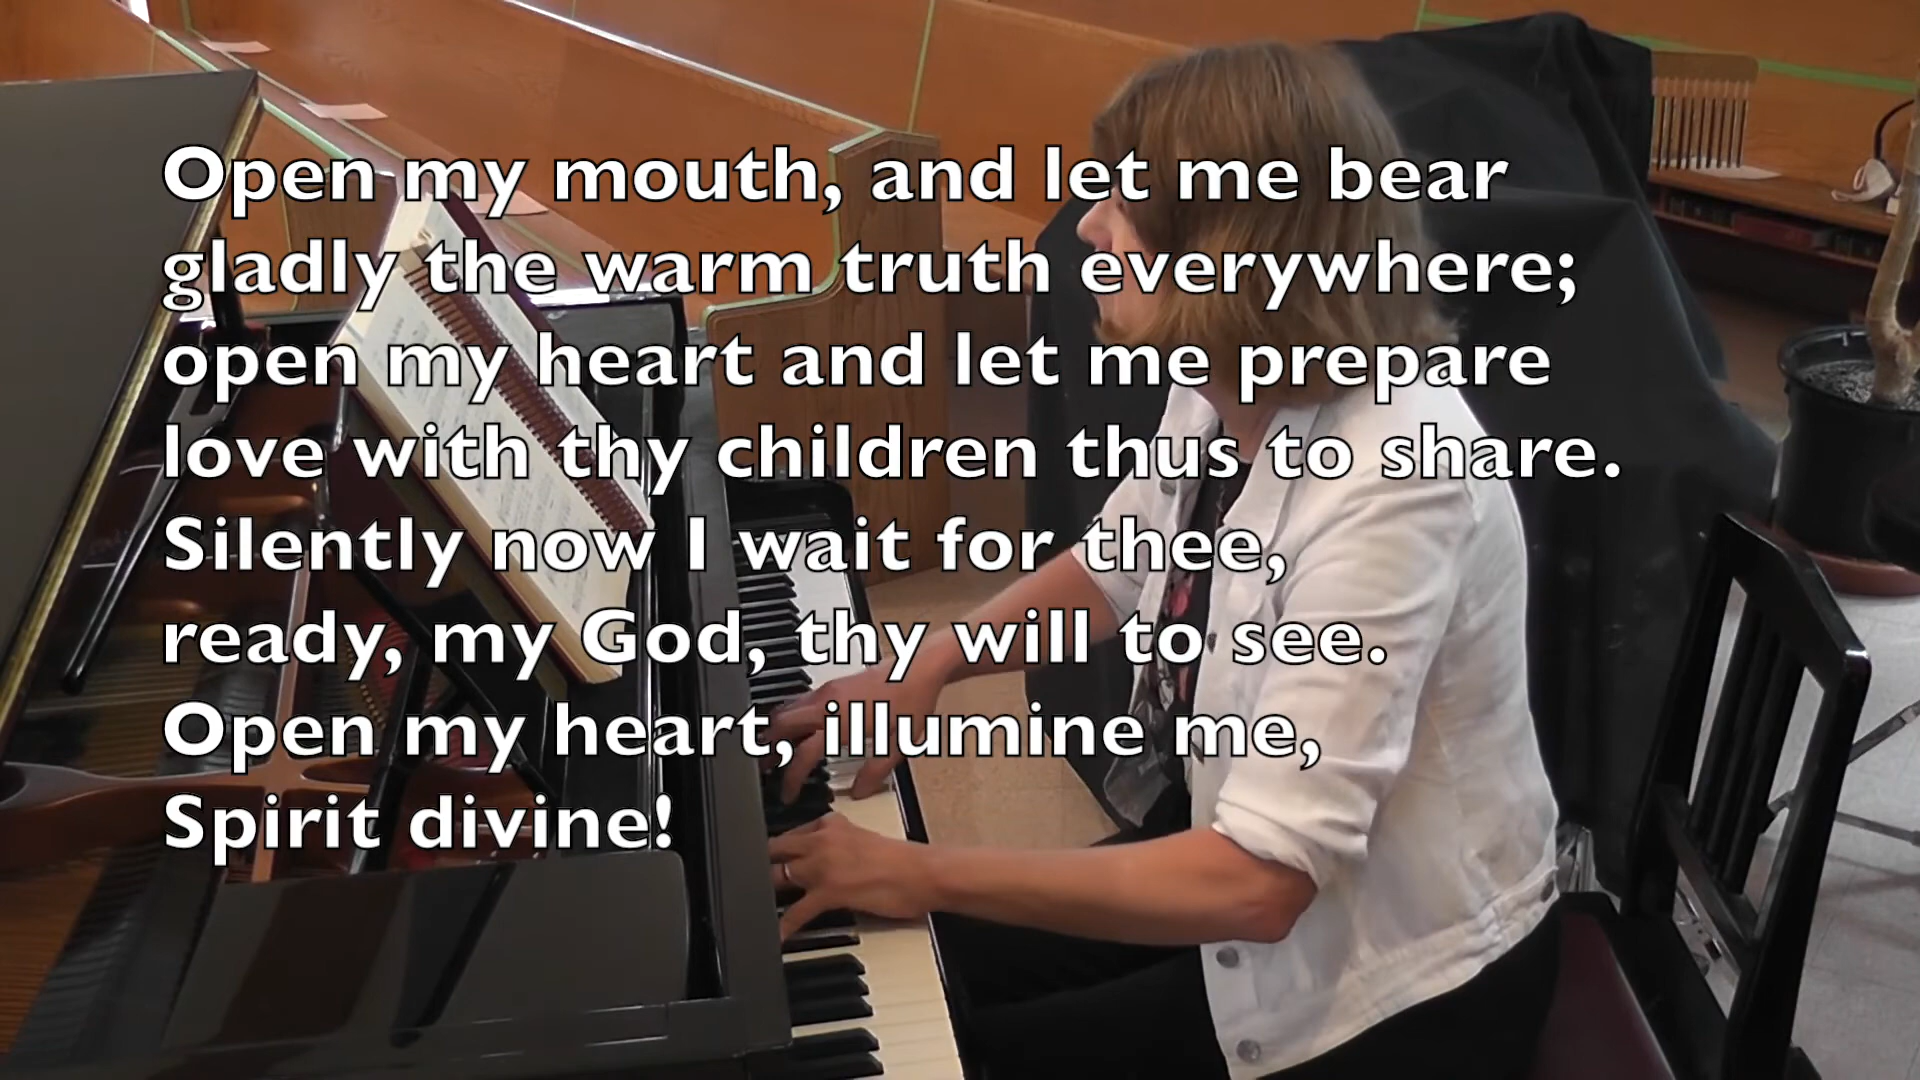 Open my mouth, and let me bear
gladly the warm truth everywhere;
open my heart and let me prepare
love with thy children thus to share.
Silently now I wait for thee,
ready, my God, thy will to see.
Open my heart, illumine me,
Spirit divine!